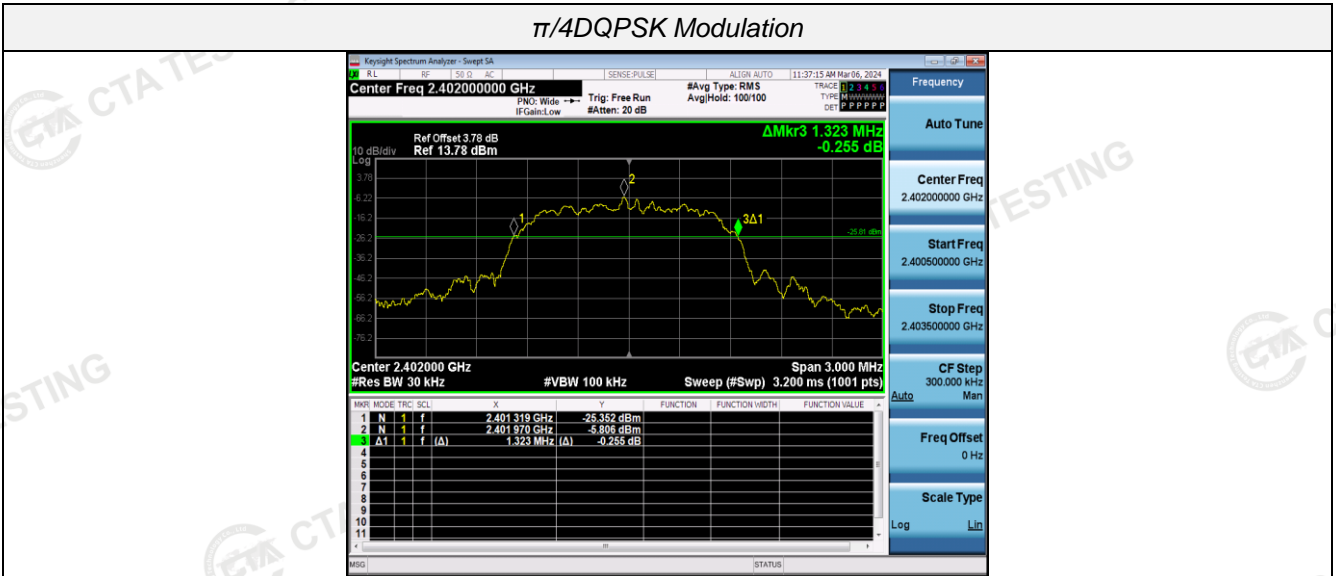 π/4DQPSK Modulation
Keysight Spectrum Analyzer - Swept SA
RL RF 50 Ω AC SENSE:PULSE ALIGN AUTO 11:37:15 AM Mar 06, 2024
Center Freq 2.402000000 GHz
PNO: Wide
IFGain:Low
Trig: Free Run
#Atten: 20 dB
#Avg Type: RMS
Avg|Hold: 100/100
TRACE 1 2 3 4 5 6
TYPE M W W W W W
DET P P P P P P
ΔMkr3 1.323 MHz
-0.255 dB
Ref Offset 3.78 dB
10 dB/div Ref 13.78 dBm
Log
3.78
-6.22
-16.2
-26.2
-36.2
-46.2
-56.2
-66.2
-76.2
1
2
3Δ1
-25.81 dBm
Center 2.402000 GHz Span 3.000 MHz
#Res BW 30 kHz #VBW 100 kHz Sweep (#Swp) 3.200 ms (1001 pts)
MKR MODE TRC SCL X Y FUNCTION FUNCTION WIDTH FUNCTION VALUE
1 N 1 f 2.401 319 GHz -25.352 dBm
2 N 1 f 2.401 970 GHz -5.806 dBm
3 Δ1 1 f (Δ) 1.323 MHz (Δ) -0.255 dB
4
5
6
7
8
9
10
11
MSG STATUS
Frequency
Auto Tune
Center Freq
2.402000000 GHz
Start Freq
2.400500000 GHz
Stop Freq
2.403500000 GHz
CF Step
300.000 kHz
Auto Man
Freq Offset
0 Hz
Scale Type
Log Lin
CTA TE
TESTING
STING
CT
C